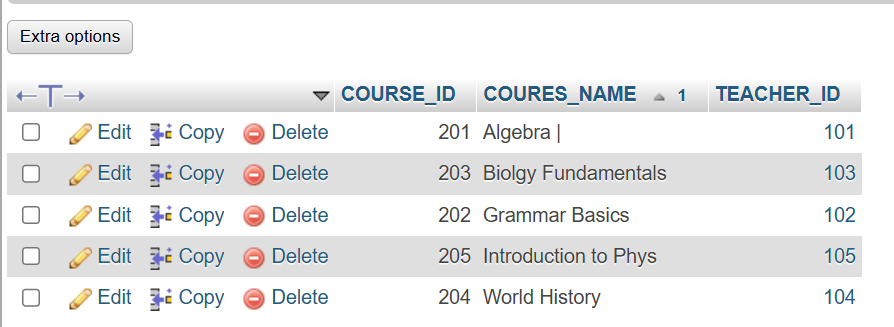 Extra options
COURSE_ID COURES_NAME 1 TEACHER_ID
Edit Copy Delete 201 Algebra | 101
Edit Copy Delete 203 Biolgy Fundamentals 103
Edit Copy Delete 202 Grammar Basics 102
Edit Copy Delete 205 Introduction to Phys 105
Edit Copy Delete 204 World History 104